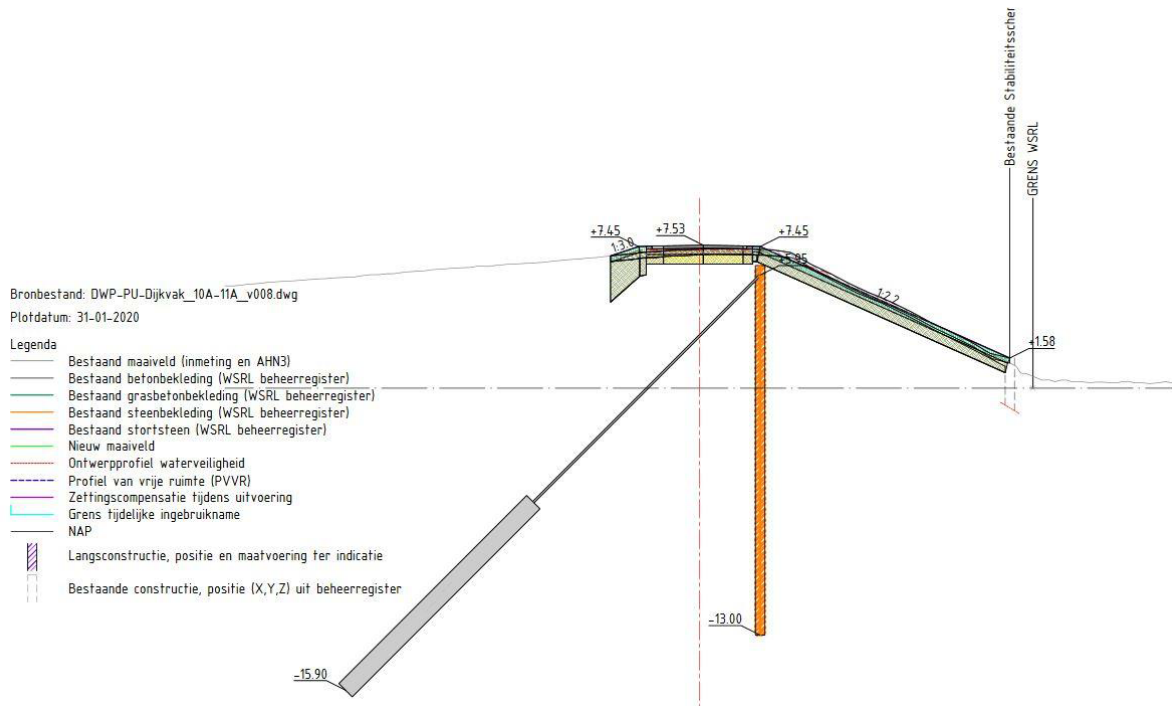 Bestaande Stabiliteitsscher
GRENS WSRL
+7.45
+7.53
+7.45
1:3.0
+5.95
1:2.2
+1.58
Bronbestand: DWP-PU-Dijkvak__10A-11A__v008.dwg
Plotdatum: 31-01-2020
Legenda
Bestaand maaiveld (inmeting en AHN3)
Bestaand betonbekleding (WSRL beheerregister)
Bestaand grasbetonbekleding (WSRL beheerregister)
Bestaand steenbekleding (WSRL beheerregister)
Bestaand stortsteen (WSRL beheerregister)
Nieuw maaiveld
Ontwerpprofiel waterveiligheid
Profiel van vrije ruimte (PVVR)
Zettingscompensatie tijdens uitvoering
Grens tijdelijke ingebruikname
NAP
Langsconstructie, positie en maatvoering ter indicatie
Bestaande constructie, positie (X,Y,Z) uit beheerregister
-13.00
-15.90